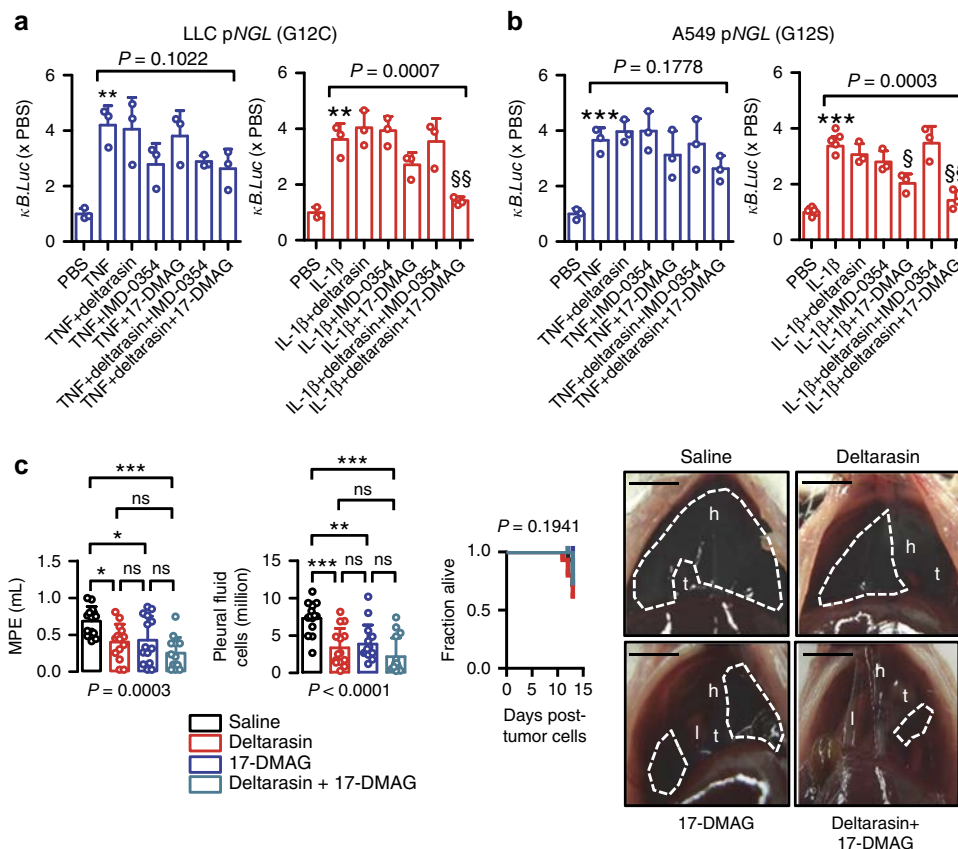 a
LLC pNGL (G12C)
κB.Luc (x PBS)
6
4
2
0
P = 0.1022
**
PBS
TNF
TNF+deltarasin
TNF+IMD-0354
TNF+17-DMAG
TNF+deltarasin+IMD-0354
TNF+deltarasin+17-DMAG
κB.Luc (x PBS)
6
4
2
0
P = 0.0007
**
§§
PBS
IL-1β
IL-1β+deltarasin
IL-1β+IMD-0354
IL-1β+17-DMAG
IL-1β+deltarasin+IMD-0354
IL-1β+deltarasin+17-DMAG
b
A549 pNGL (G12S)
κB.Luc (x PBS)
6
4
2
0
P = 0.1778
***
PBS
TNF
TNF+deltarasin
TNF+IMD-0354
TNF+17-DMAG
TNF+deltarasin+IMD-0354
TNF+deltarasin+17-DMAG
κB.Luc (x PBS)
6
4
2
0
P = 0.0003
***
§
§§
PBS
IL-1β
IL-1β+deltarasin
IL-1β+IMD-0354
IL-1β+17-DMAG
IL-1β+deltarasin+IMD-0354
IL-1β+deltarasin+17-DMAG
c
***
ns
*
*
ns
ns
MPE (mL)
1.5
1.0
0.5
0.0
P = 0.0003
***
ns
**
***
ns
ns
Pleural fluid
cells (million)
15
10
5
0
P < 0.0001
Saline
Deltarasin
17-DMAG
Deltarasin + 17-DMAG
P = 0.1941
Fraction alive
1.0
0.5
0.0
0
5
10
15
Days post-
tumor cells
Saline
h
t
Deltarasin
h
t
h
l
t
17-DMAG
h
t
l
Deltarasin+
17-DMAG